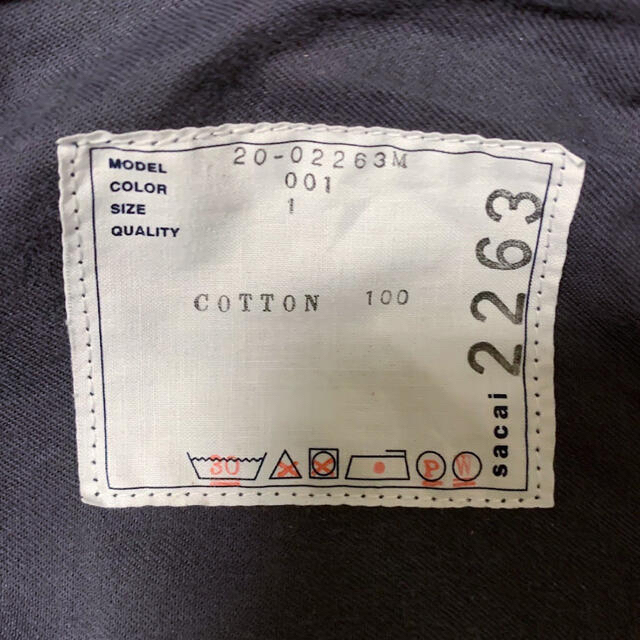 MODEL 20-02263M
COLOR 001
SIZE 1
QUALITY
COTTON 100
30 P W
sacai 2263